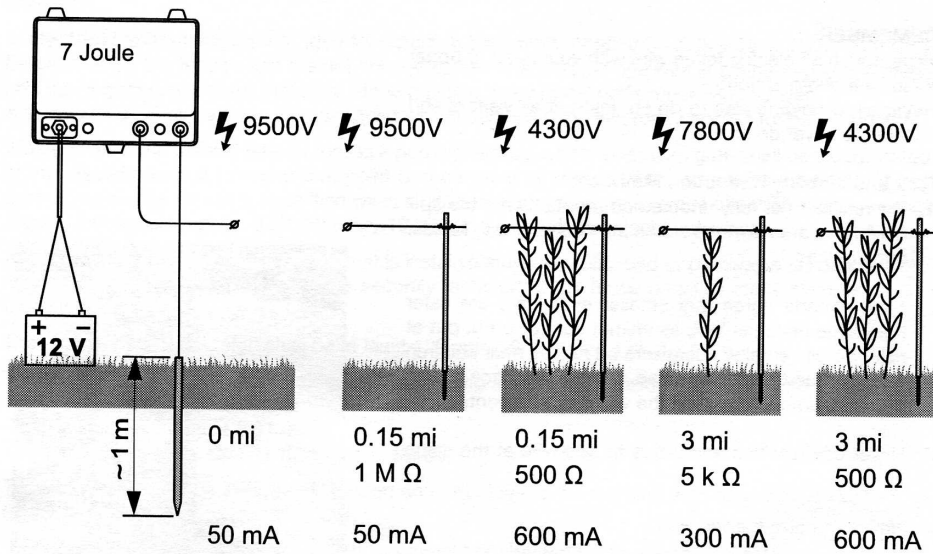 7 Joule
9500V 9500V 4300V 7800V 4300V
+ −
12 V
~ 1 m
0 mi 0.15 mi 0.15 mi 3 mi 3 mi
1 M Ω 500 Ω 5 k Ω 500 Ω
50 mA 50 mA 600 mA 300 mA 600 mA